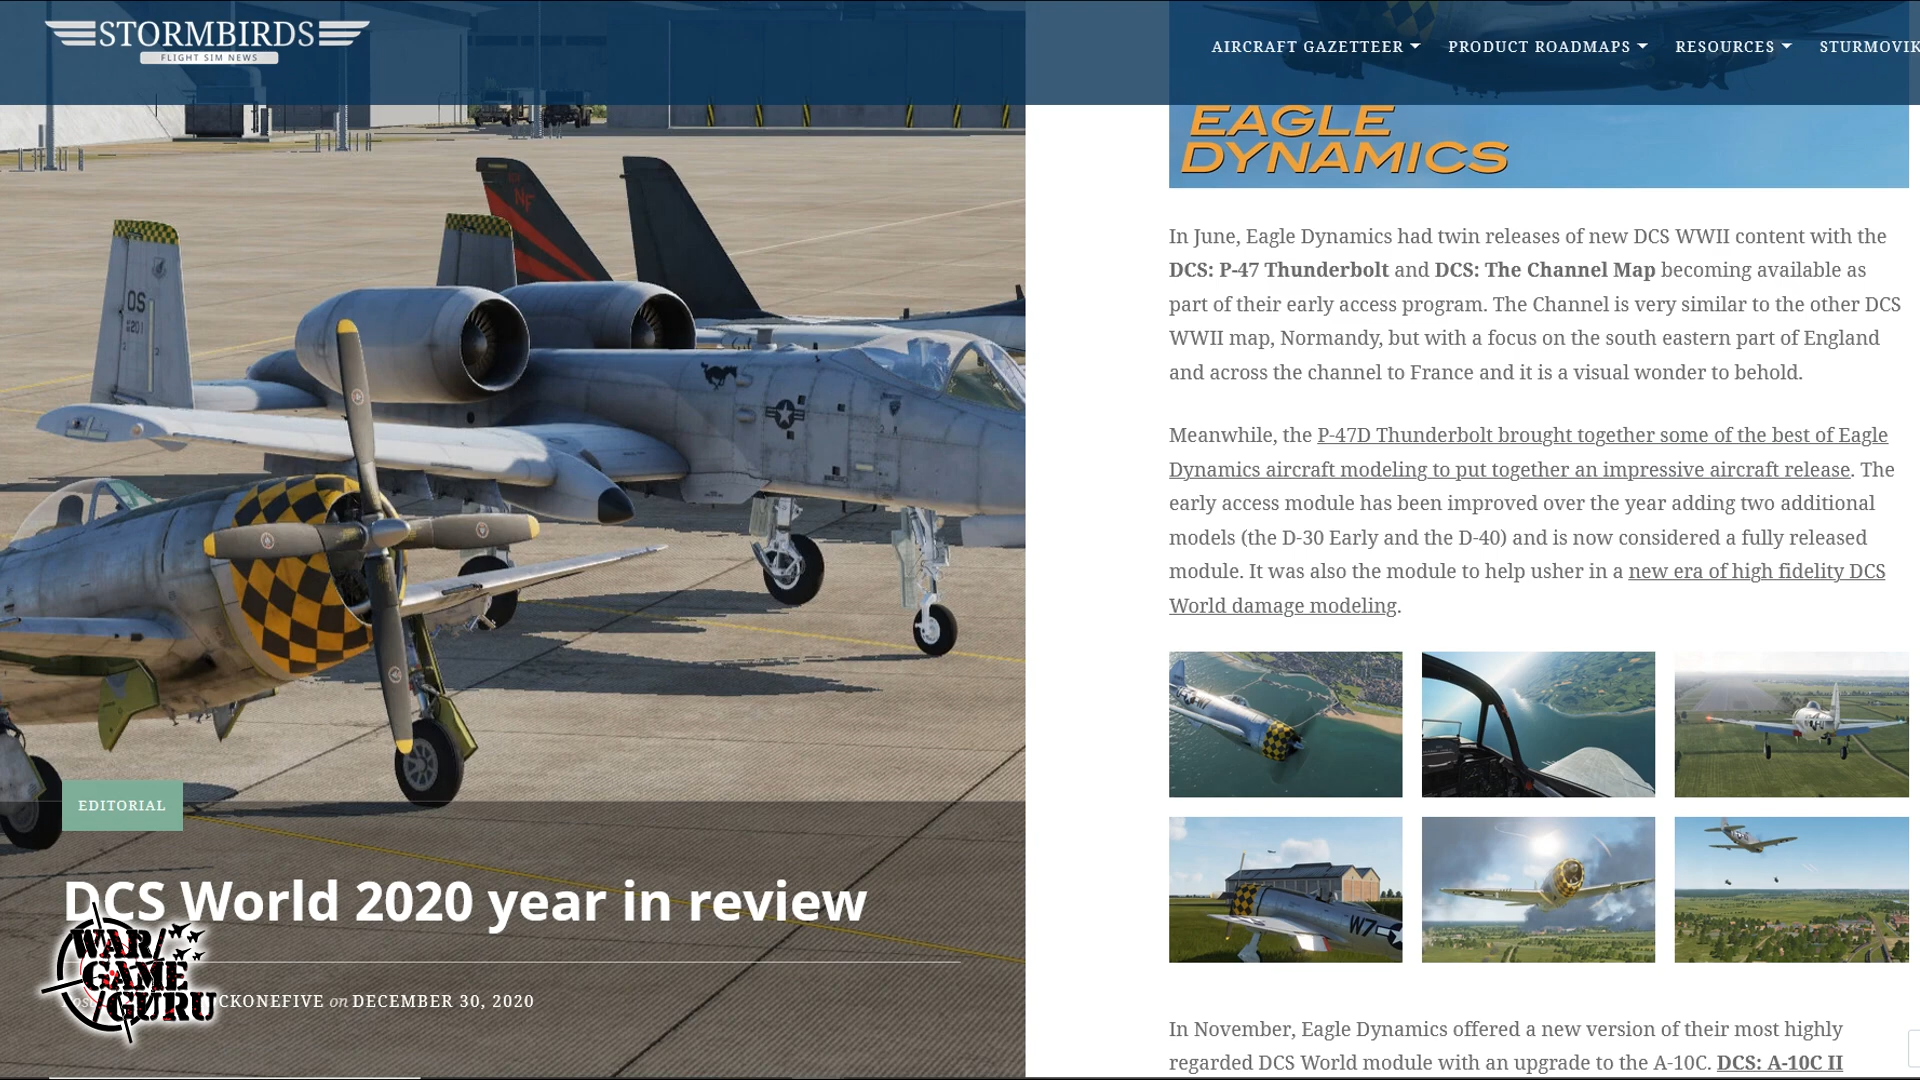 STORMBIRDS
FLIGHT SIM NEWS
AIRCRAFT GAZETTEER
PRODUCT ROADMAPS
RESOURCES
STURMOVIK
NF
OS
201
EDITORIAL
DCS World 2020 year in review
WAR/
GAME
/GURU
CKONEFIVE on DECEMBER 30, 2020
EAGLE
DYNAMICS
In June, Eagle Dynamics had twin releases of new DCS WWII content with the
DCS: P-47 Thunderbolt and DCS: The Channel Map becoming available as
part of their early access program. The Channel is very similar to the other DCS
WWII map, Normandy, but with a focus on the south eastern part of England
and across the channel to France and it is a visual wonder to behold.
Meanwhile, the P-47D Thunderbolt brought together some of the best of Eagle
Dynamics aircraft modeling to put together an impressive aircraft release. The
early access module has been improved over the year adding two additional
models (the D-30 Early and the D-40) and is now considered a fully released
module. It was also the module to help usher in a new era of high fidelity DCS
World damage modeling.
W7
In November, Eagle Dynamics offered a new version of their most highly
regarded DCS World module with an upgrade to the A-10C. DCS: A-10C II